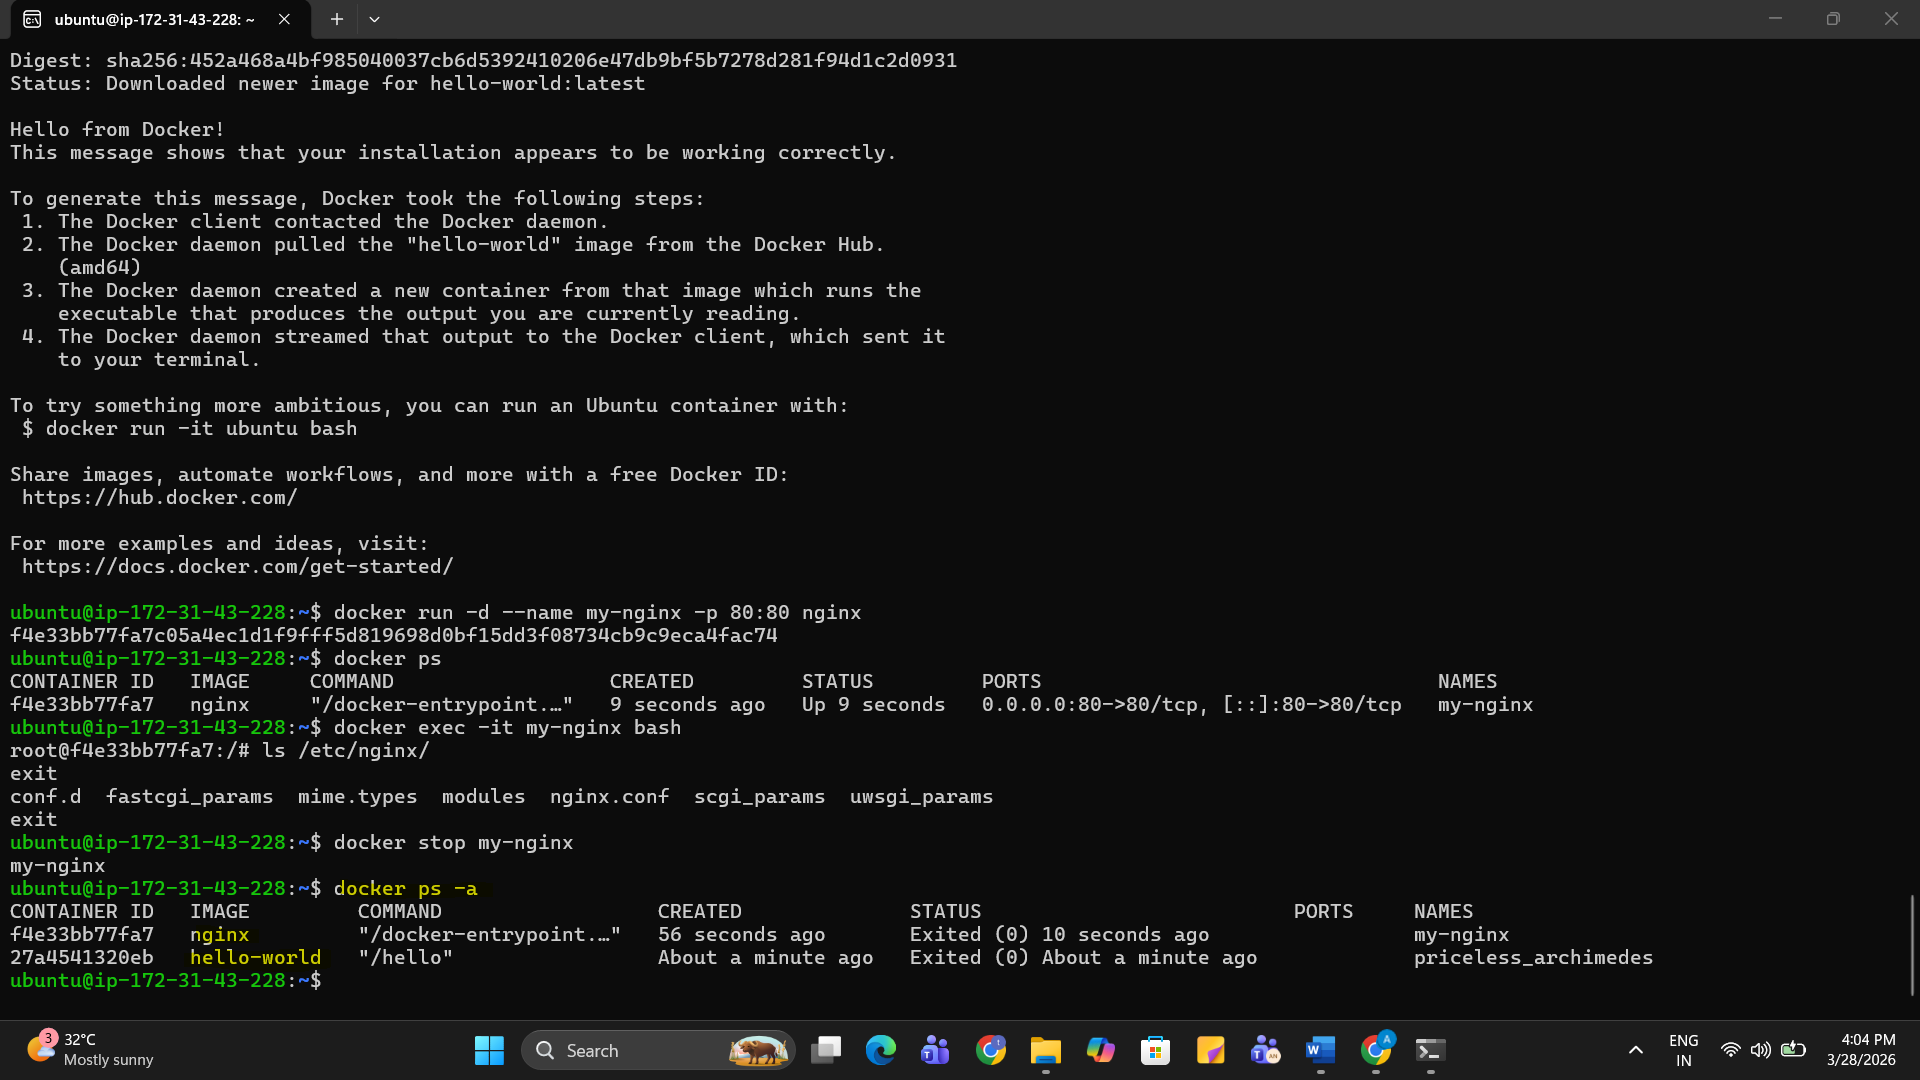 ubuntu@ip-172-31-43-228: ~
Digest: sha256:452a468a4bf985040037cb6d5392410206e47db9bf5b7278d281f94d1c2d0931
Status: Downloaded newer image for hello-world:latest
Hello from Docker!
This message shows that your installation appears to be working correctly.
To generate this message, Docker took the following steps:
1. The Docker client contacted the Docker daemon.
2. The Docker daemon pulled the "hello-world" image from the Docker Hub.
(amd64)
3. The Docker daemon created a new container from that image which runs the
executable that produces the output you are currently reading.
4. The Docker daemon streamed that output to the Docker client, which sent it
to your terminal.
To try something more ambitious, you can run an Ubuntu container with:
$ docker run -it ubuntu bash
Share images, automate workflows, and more with a free Docker ID:
https://hub.docker.com/
For more examples and ideas, visit:
https://docs.docker.com/get-started/
ubuntu@ip-172-31-43-228:~$ docker run -d --name my-nginx -p 80:80 nginx
f4e33bb77fa7c05a4ec1d1f9fff5d819698d0bf15dd3f08734cb9c9eca4fac74
ubuntu@ip-172-31-43-228:~$ docker ps
CONTAINER ID   IMAGE     COMMAND                  CREATED         STATUS         PORTS                                 NAMES
f4e33bb77fa7   nginx     "/docker-entrypoint.…"   9 seconds ago   Up 9 seconds   0.0.0.0:80->80/tcp, [::]:80->80/tcp   my-nginx
ubuntu@ip-172-31-43-228:~$ docker exec -it my-nginx bash
root@f4e33bb77fa7:/# ls /etc/nginx/
exit
conf.d  fastcgi_params  mime.types  modules  nginx.conf  scgi_params  uwsgi_params
exit
ubuntu@ip-172-31-43-228:~$ docker stop my-nginx
my-nginx
ubuntu@ip-172-31-43-228:~$ docker ps -a
CONTAINER ID   IMAGE         COMMAND                  CREATED              STATUS                          PORTS     NAMES
f4e33bb77fa7   nginx         "/docker-entrypoint.…"   56 seconds ago       Exited (0) 10 seconds ago                 my-nginx
27a4541320eb   hello-world   "/hello"                 About a minute ago   Exited (0) About a minute ago             priceless_archimedes
ubuntu@ip-172-31-43-228:~$
3 32°C
Mostly sunny
Search
ENG
IN
4:04 PM
3/28/2026